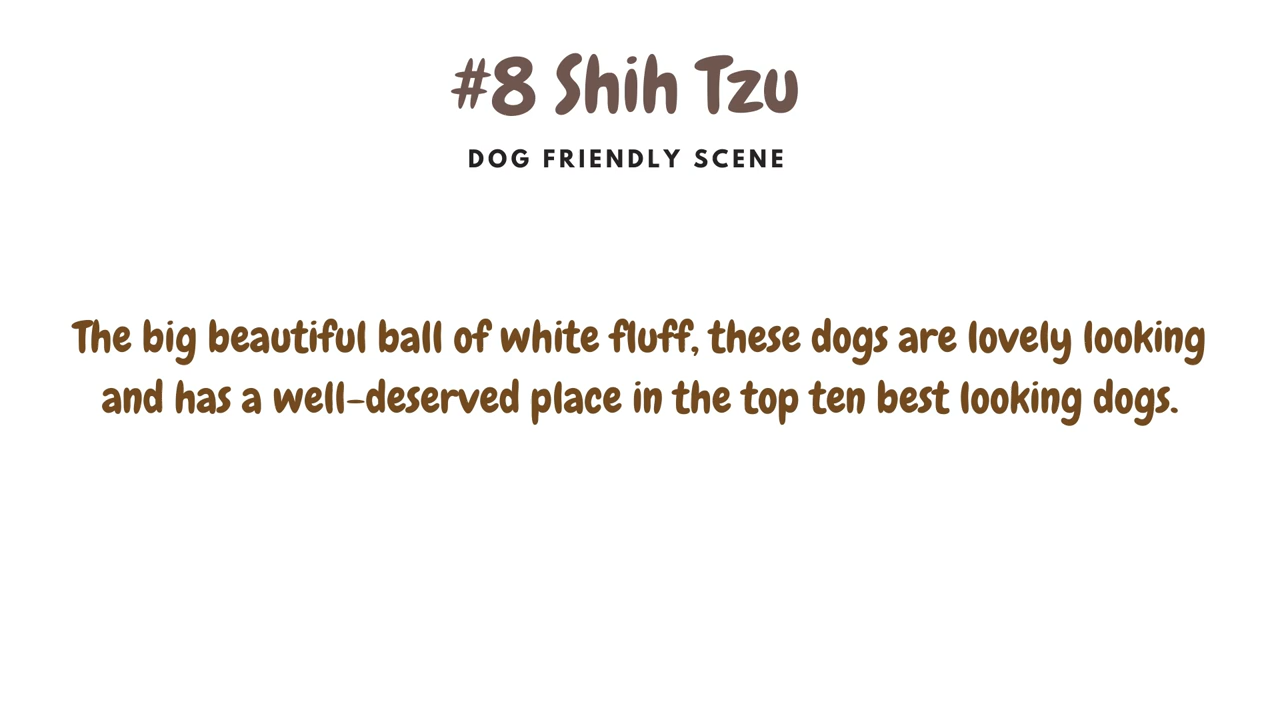 #8 Shih Tzu
DOG FRIENDLY SCENE
The big beautiful ball of white fluff, these dogs are lovely looking
and has a well-deserved place in the top ten best looking dogs.